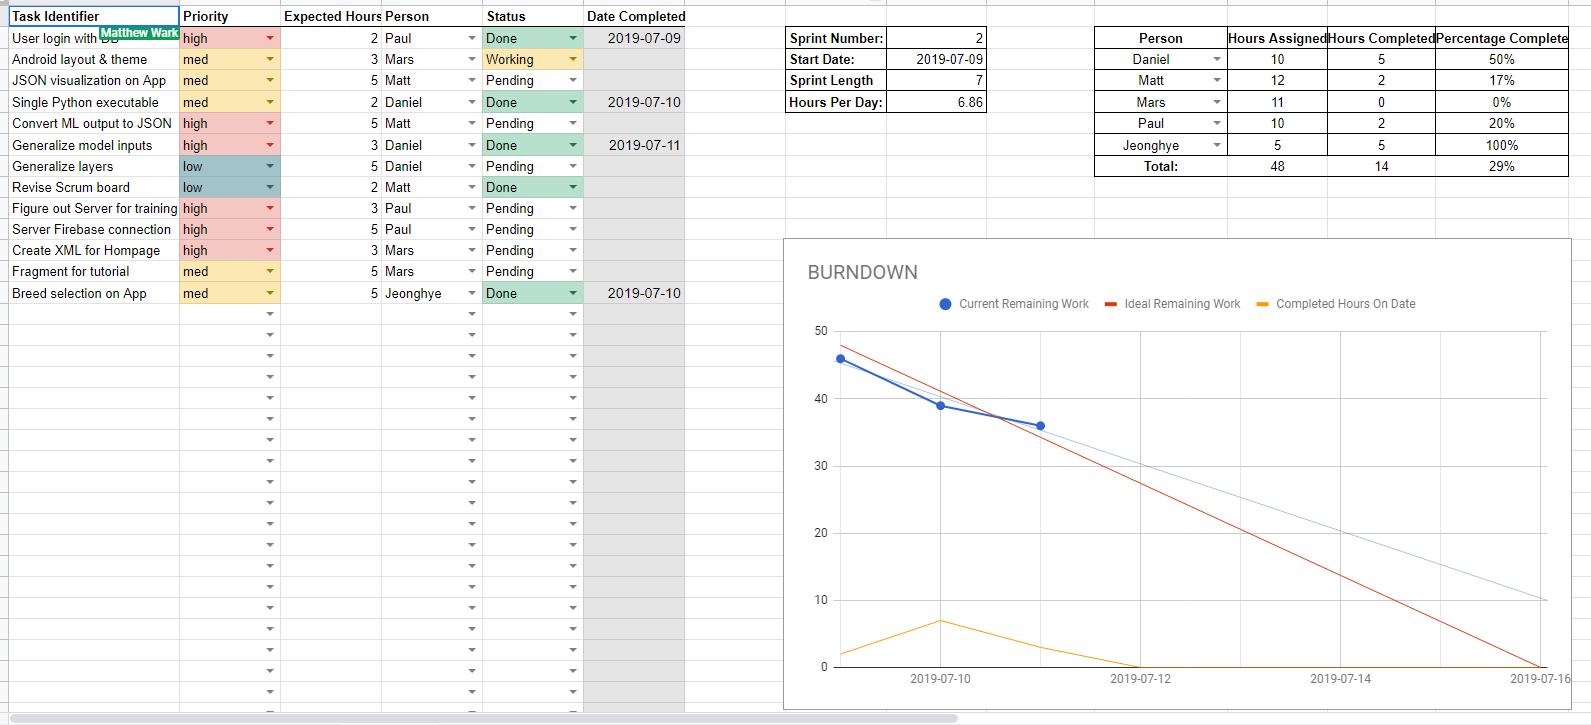 Task Identifier Priority Expected Hours Person Status Date Completed
Matthew Wark
User login with DB high 2 Paul Done 2019-07-09
Android layout & theme med 3 Mars Working
JSON visualization on App med 5 Matt Pending
Single Python executable med 2 Daniel Done 2019-07-10
Convert ML output to JSON high 5 Matt Pending
Generalize model inputs high 3 Daniel Done 2019-07-11
Generalize layers low 5 Daniel Pending
Revise Scrum board low 2 Matt Done
Figure out Server for training high 3 Paul Pending
Server Firebase connection high 5 Paul Pending
Create XML for Hompage high 3 Mars Pending
Fragment for tutorial med 5 Mars Pending
Breed selection on App med 5 Jeonghye Done 2019-07-10
Sprint Number: 2
Start Date: 2019-07-09
Sprint Length 7
Hours Per Day: 6.86
Person Hours Assigned Hours Completed Percentage Complete
Daniel 10 5 50%
Matt 12 2 17%
Mars 11 0 0%
Paul 10 2 20%
Jeonghye 5 5 100%
Total: 48 14 29%
BURNDOWN
Current Remaining Work Ideal Remaining Work Completed Hours On Date
50
40
30
20
10
0
2019-07-10 2019-07-12 2019-07-14 2019-07-16